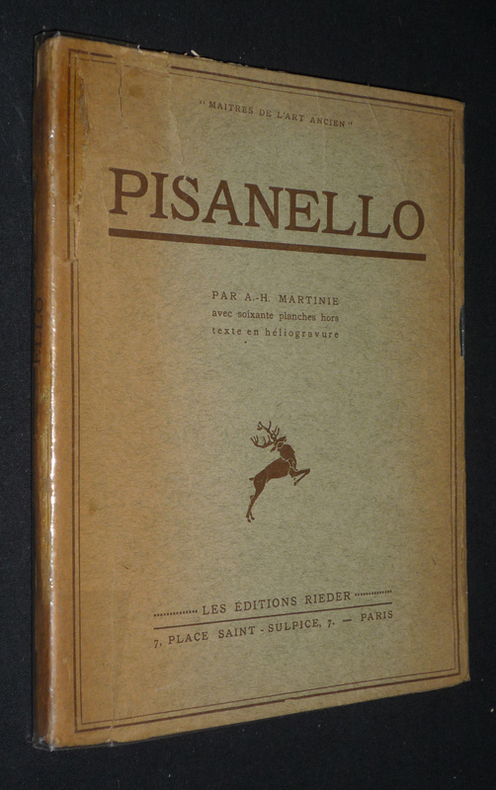 "MAITRES DE L'ART ANCIEN"
PISANELLO
PAR A.-H. MARTINIE
avec soixante planches hors
texte en héliogravure
LES ÉDITIONS RIEDER
7, PLACE SAINT-SULPICE, 7. — PARIS